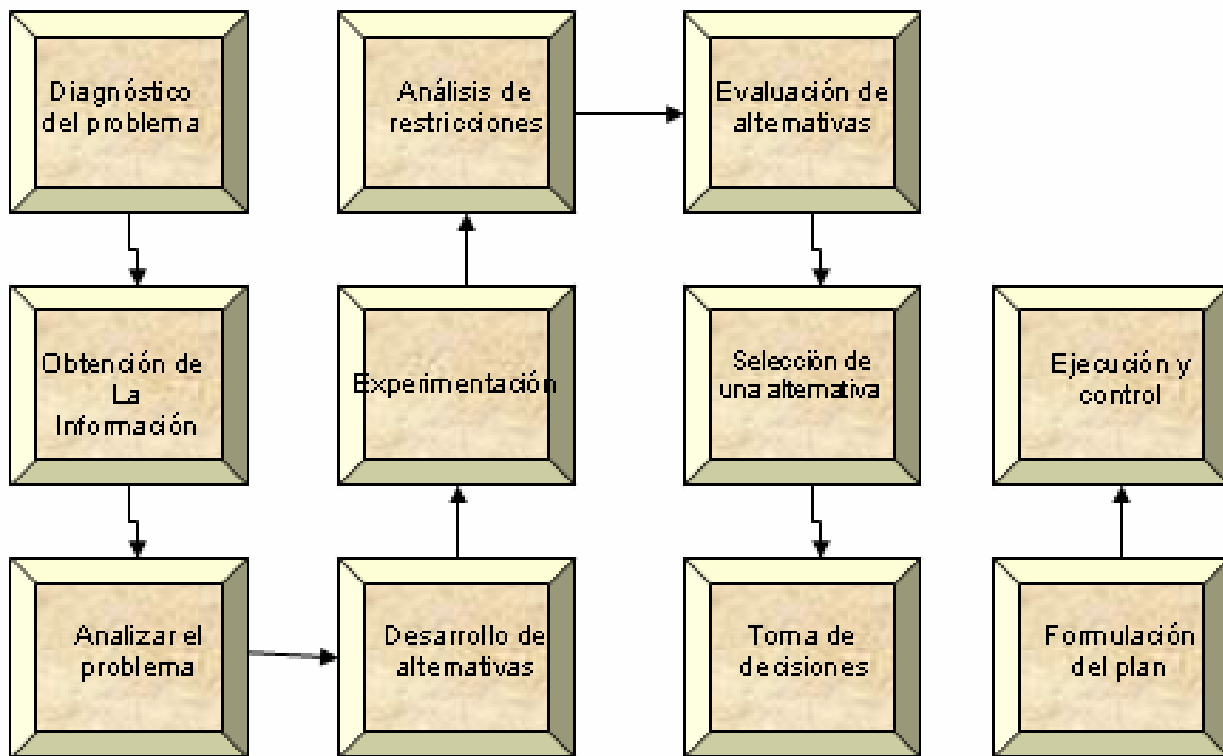 Diagnóstico
del problema
Obtención de
La
Información
Analizar el
problema
Desarrollo de
alternativas
Experimentación
Análisis de
restricciones
Evaluación de
alternativas
Selección de
una alternativa
Toma de
decisiones
Formulación
del plan
Ejecución y
control